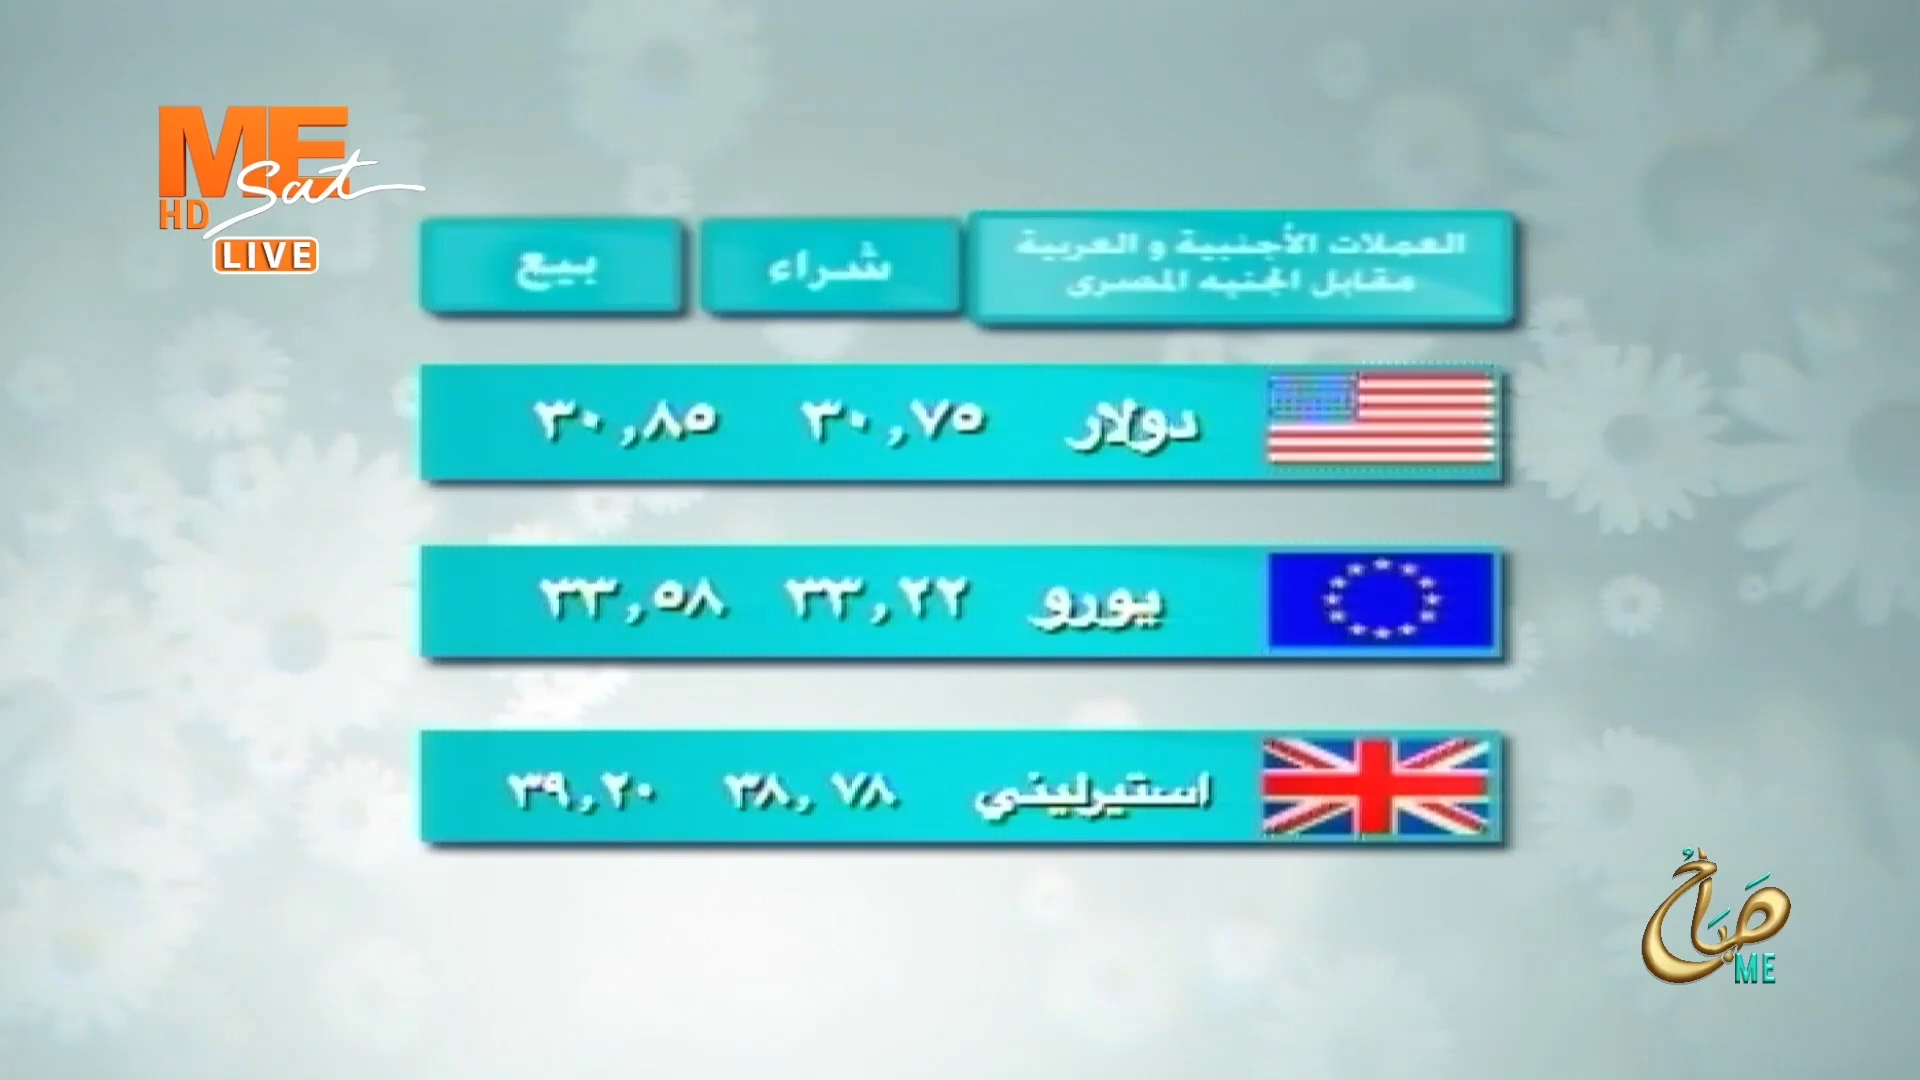 ME
Sat
HD
LIVE
العملات الأجنبية و العربية
مقابل الجنيه المصرى
شراء
بيع
دولار ٣٠,٧٥ ٣٠,٨٥
يورو ٣٣,٢٢ ٣٣,٥٨
استيرليني ٣٨,٧٨ ٣٩,٢٠
صَبَاحُ
ME